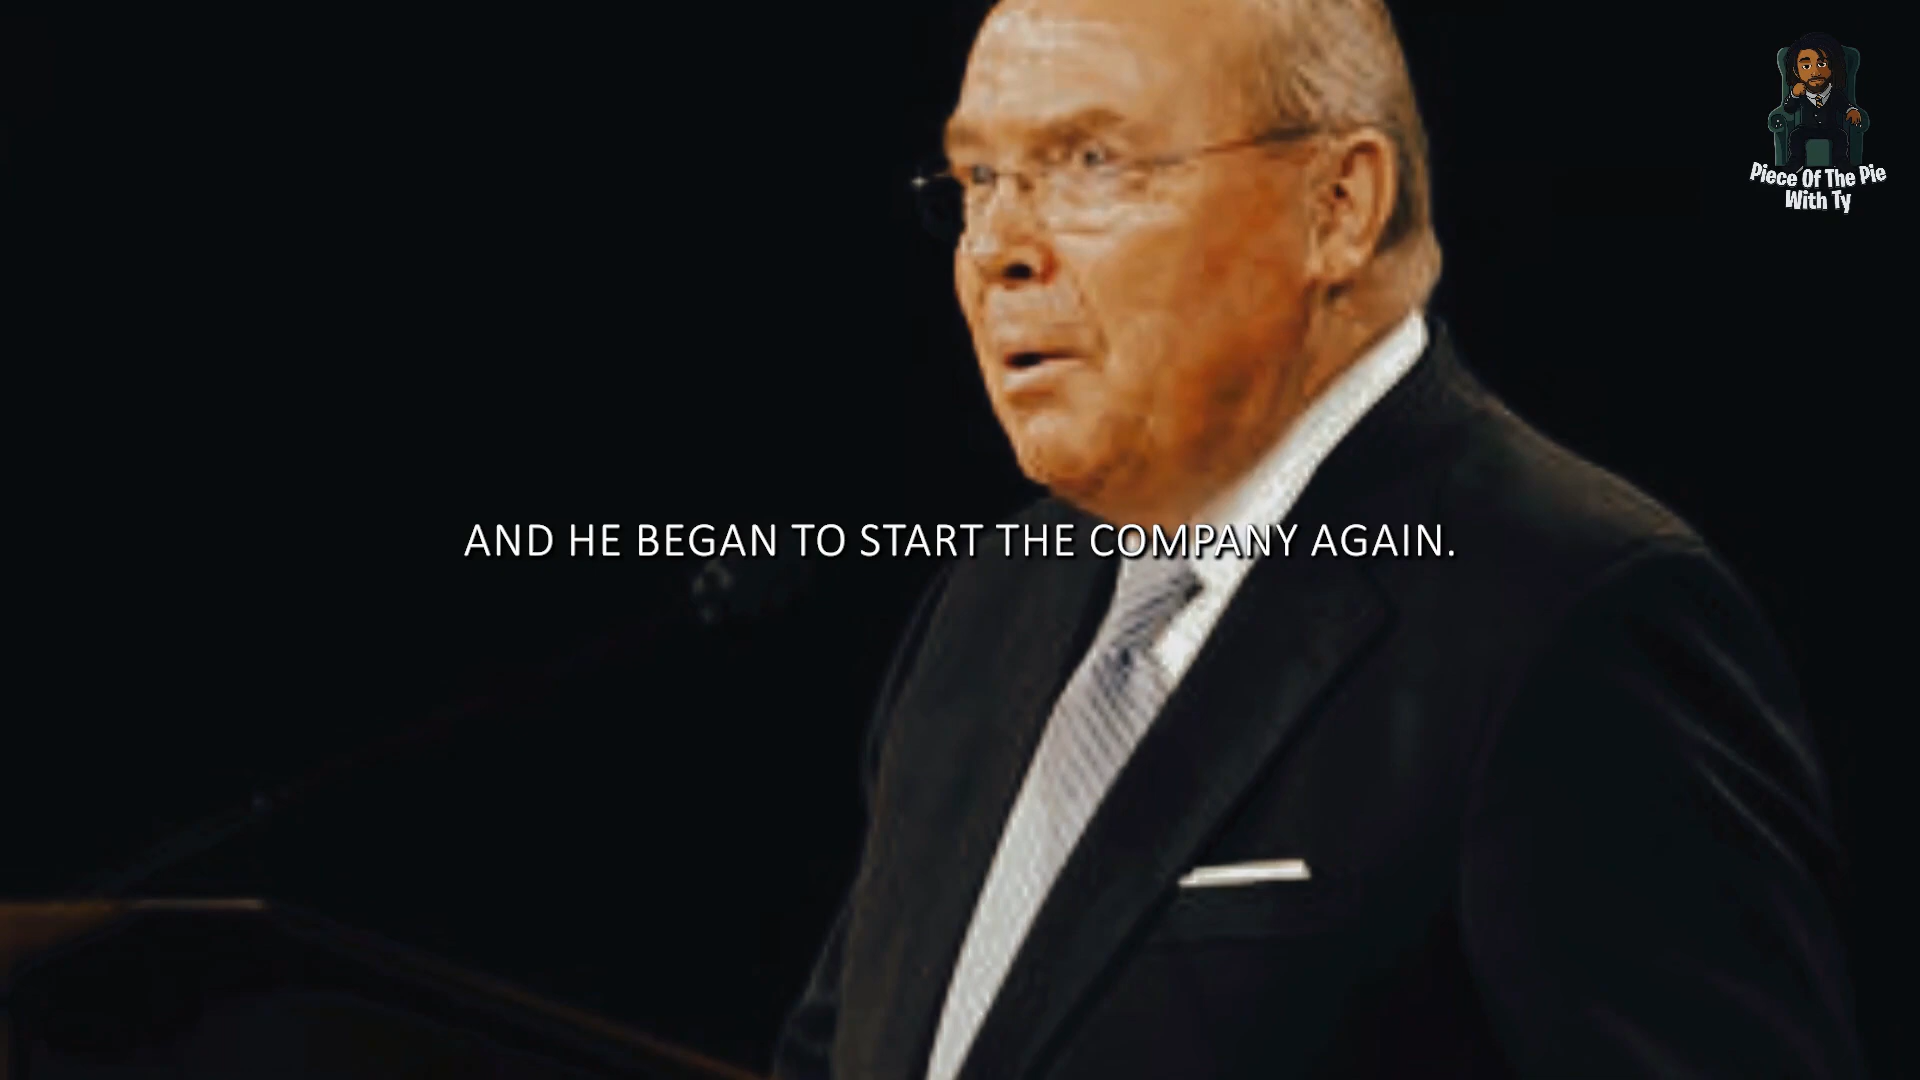 Piece Of The Pie
With Ty
AND HE BEGAN TO START THE COMPANY AGAIN.